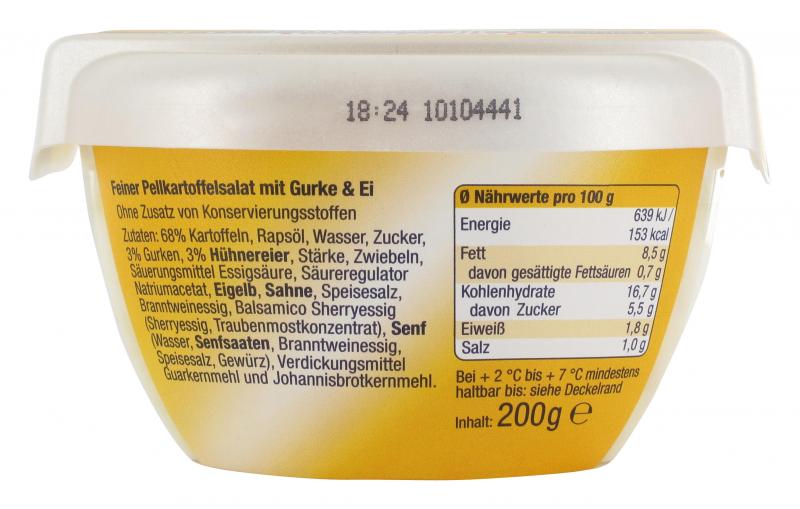 18:24 10104441
Feiner Pellkartoffelsalat mit Gurke & Ei
Ohne Zusatz von Konservierungsstoffen
Zutaten: 68% Kartoffeln, Rapsöl, Wasser, Zucker,
3% Gurken, 3% Hühnereier, Stärke, Zwiebeln,
Säuerungsmittel Essigsäure, Säureregulator
Natriumacetat, Eigelb, Sahne, Speisesalz,
Branntweinessig, Balsamico Sherryessig
(Sherryessig, Traubenmostkonzentrat), Senf
(Wasser, Senfsaaten, Branntweinessig,
Speisesalz, Gewürz), Verdickungsmittel
Guarkernmehl und Johannisbrotkernmehl.
Ø Nährwerte pro 100 g
Energie 639 kJ /
153 kcal
Fett 8,5 g
davon gesättigte Fettsäuren 0,7 g
Kohlenhydrate 16,7 g
davon Zucker 5,5 g
Eiweiß 1,8 g
Salz 1,0 g
Bei + 2 °C bis + 7 °C mindestens
haltbar bis: siehe Deckelrand
Inhalt: 200g ℮